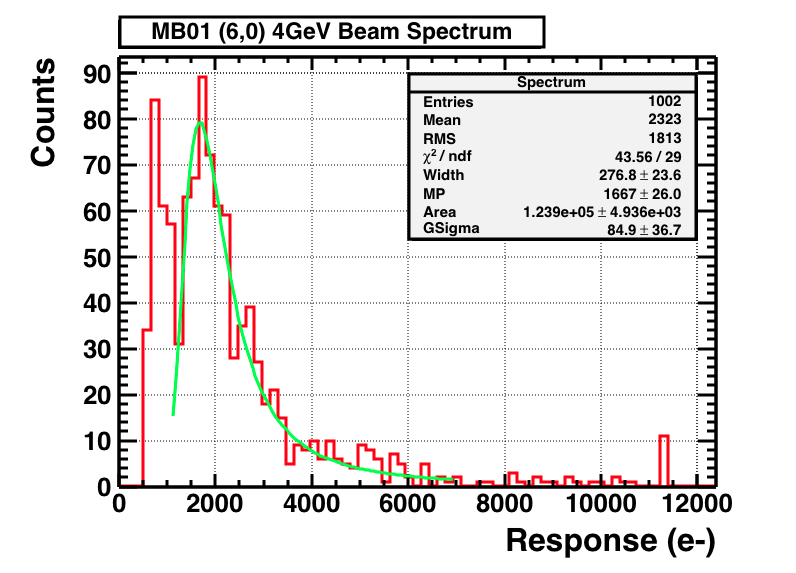 MB01 (6,0) 4GeV Beam Spectrum
Counts
Spectrum
Entries 1002
Mean 2323
RMS 1813
χ² / ndf 43.56 / 29
Width 276.8 ± 23.6
MP 1667 ± 26.0
Area 1.239e+05 ± 4.936e+03
GSigma 84.9 ± 36.7
90
80
70
60
50
40
30
20
10
0
0 2000 4000 6000 8000 10000 12000
Response (e-)